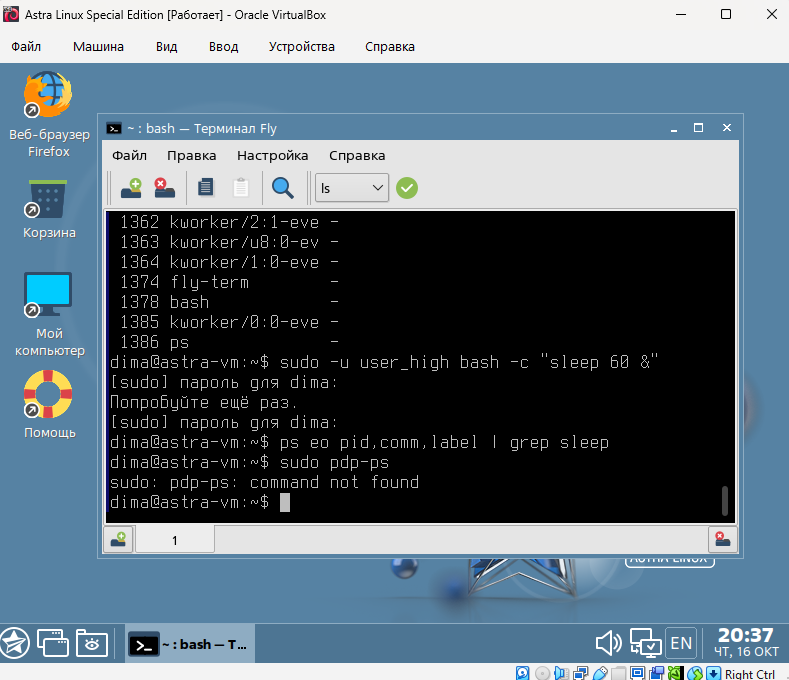 Astra Linux Special Edition [Работает] - Oracle VirtualBox
Файл Машина Вид Ввод Устройства Справка
Веб-браузер
Firefox
Корзина
Мой
компьютер
Помощь
~ : bash — Терминал Fly
Файл Правка Настройка Справка
ls
1362 kworker/2:1-eve -
1363 kworker/u8:0-ev -
1364 kworker/1:0-eve -
1374 fly-term -
1378 bash -
1385 kworker/0:0-eve -
1386 ps -
dima@astra-vm:~$ sudo -u user_high bash -c "sleep 60 &"
[sudo] пароль для dima:
Попробуйте ещё раз.
[sudo] пароль для dima:
dima@astra-vm:~$ ps eo pid,comm,label | grep sleep
dima@astra-vm:~$ sudo pdp-ps
sudo: pdp-ps: command not found
dima@astra-vm:~$
1
ASTRA LINUX
~ : bash — Т...
EN
20:37
ЧТ, 16 ОКТ
Right Ctrl